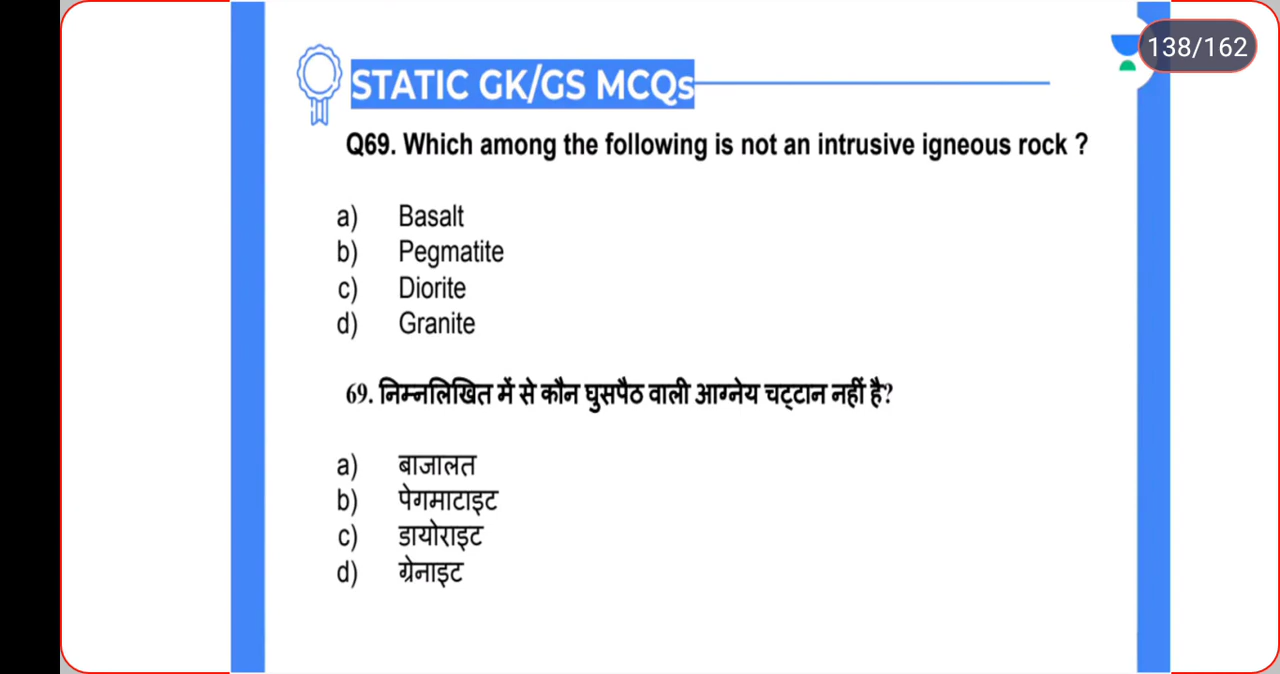 138/162
STATIC GK/GS MCQs
Q69. Which among the following is not an intrusive igneous rock ?
a) Basalt
b) Pegmatite
c) Diorite
d) Granite
69. निम्नलिखित में से कौन घुसपैठ वाली आग्नेय चट्टान नहीं है?
a) बाजालत
b) पेगमाटाइट
c) डायोराइट
d) ग्रेनाइट